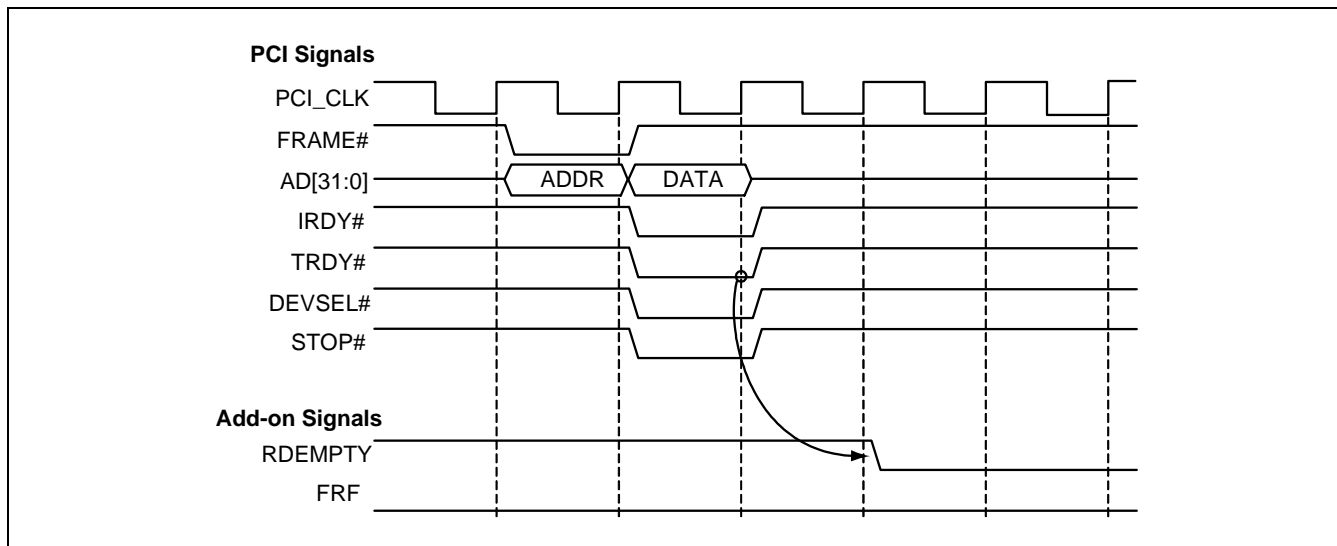 PCI Signals
PCI_CLK
FRAME#
AD[31:0] ADDR DATA
IRDY#
TRDY#
DEVSEL#
STOP#
Add-on Signals
RDEMPTY
FRF